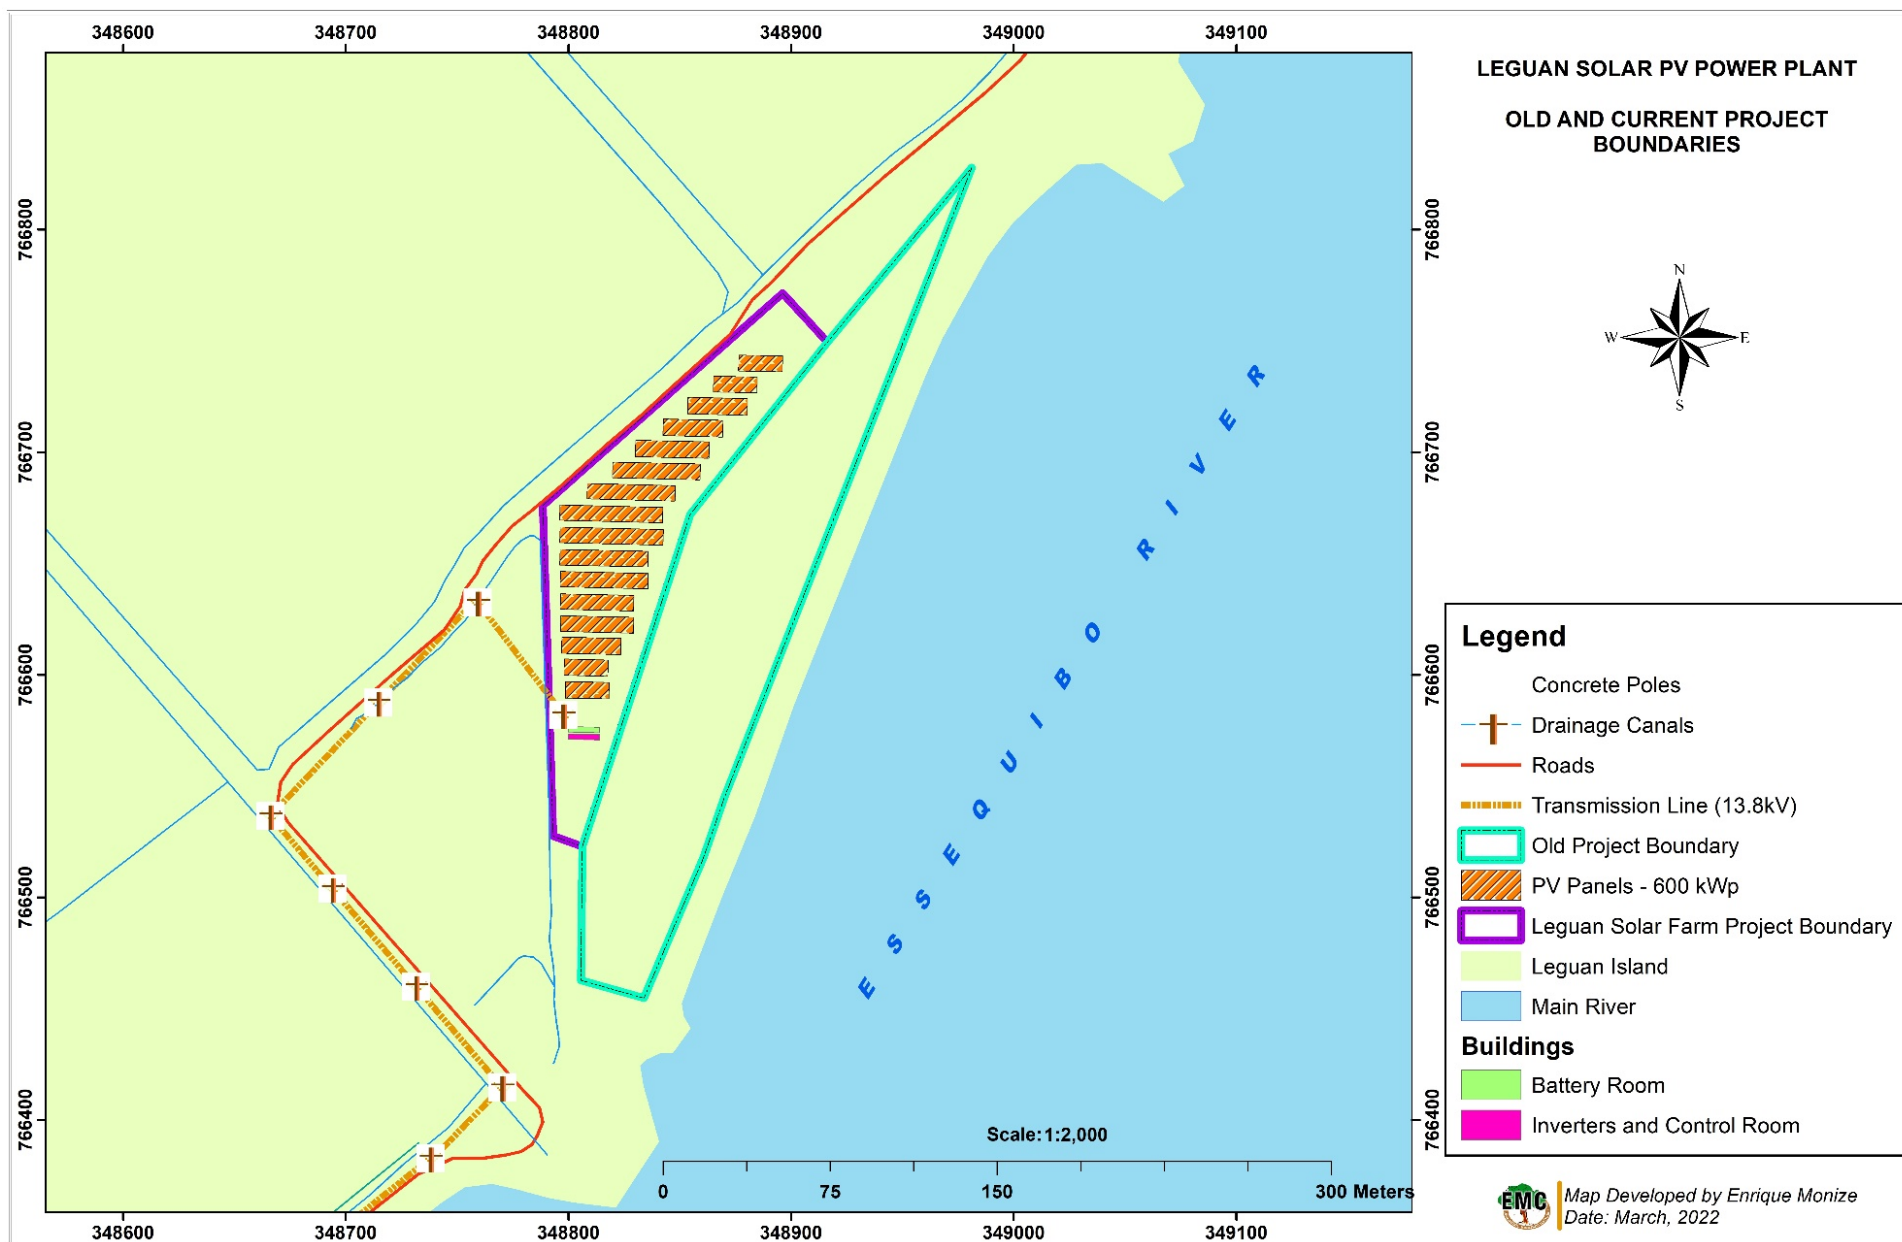 348600 348700 348800 348900 349000 349100
LEGUAN SOLAR PV POWER PLANT
OLD AND CURRENT PROJECT
BOUNDARIES
N
W E
S
766800 766800
766700 766700
766600 766600
766500 766500
766400 766400
ESSEQUIBO RIVER
Legend
Concrete Poles
Drainage Canals
Roads
Transmission Line (13.8kV)
Old Project Boundary
PV Panels - 600 kWp
Leguan Solar Farm Project Boundary
Leguan Island
Main River
Buildings
Battery Room
Inverters and Control Room
Scale:1:2,000
0 75 150 300 Meters
EMC
Map Developed by Enrique Monize
Date: March, 2022
348600 348700 348800 348900 349000 349100